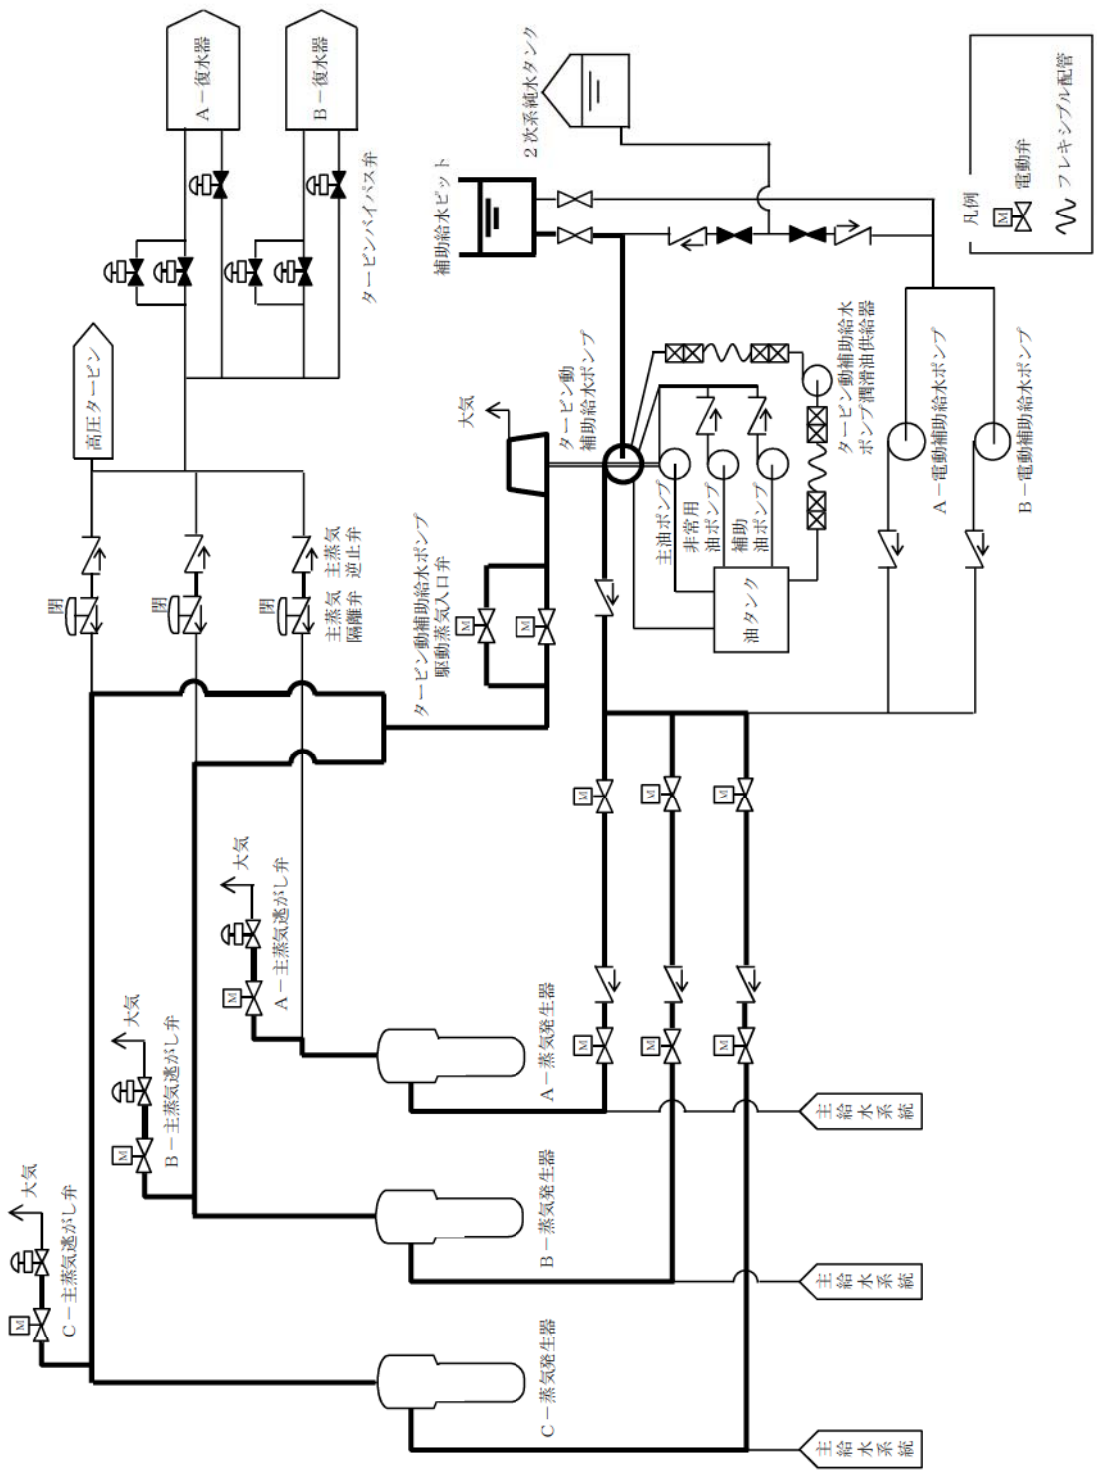 C－主蒸気逃がし弁
大気
M
B－主蒸気逃がし弁
大気
M
A－主蒸気逃がし弁
大気
M
閉
閉
閉
主蒸気
隔離弁
主蒸気
逆止弁
高圧タービン
A－復水器
B－復水器
タービンバイパス弁
C－蒸気発生器
B－蒸気発生器
A－蒸気発生器
タービン動補助給水ポンプ
駆動蒸気入口弁
M
M
大気
タービン動
補助給水ポンプ
補助給水ピット
2次系純水タンク
M
M
M
M
M
M
主油ポンプ
非常用
油ポンプ
補助
油ポンプ
油タンク
タービン動補助給水
ポンプ潤滑油供給器
A－電動補助給水ポンプ
B－電動補助給水ポンプ
主給水系統
主給水系統
主給水系統
凡例
M
電動弁
フレキシブル配管